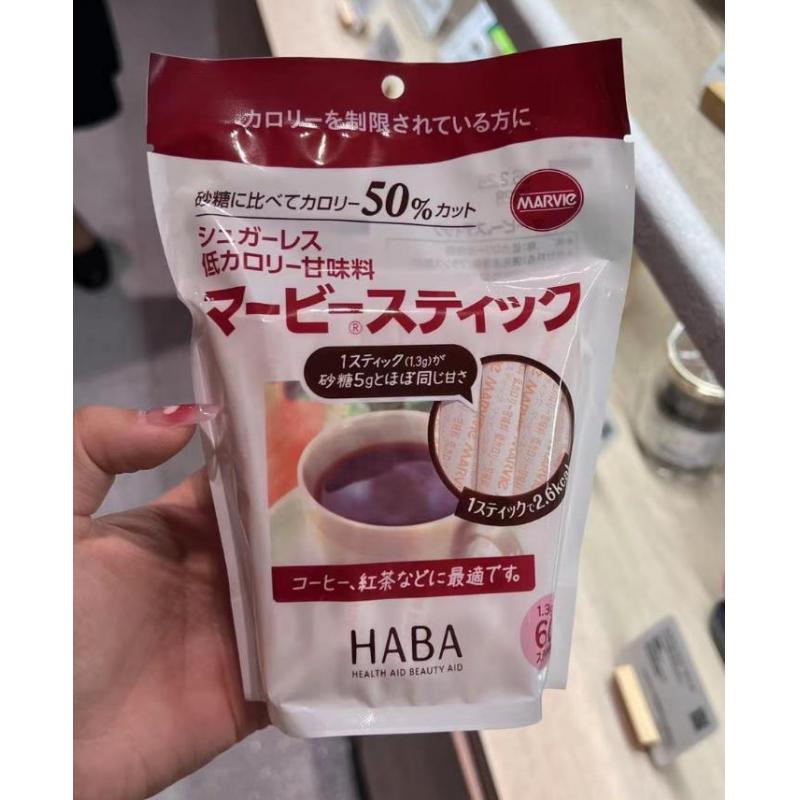 カロリーを制限されている方に
砂糖に比べてカロリー50%カット
MARVIE
シュガーレス
低カロリー甘味料
マービー®スティック
1スティック(1.3g)が
砂糖5gとほぼ同じ甘さ
1スティックで2.6kcal
コーヒー、紅茶などに最適です。
HABA
HEALTH AID BEAUTY AID
1.3g